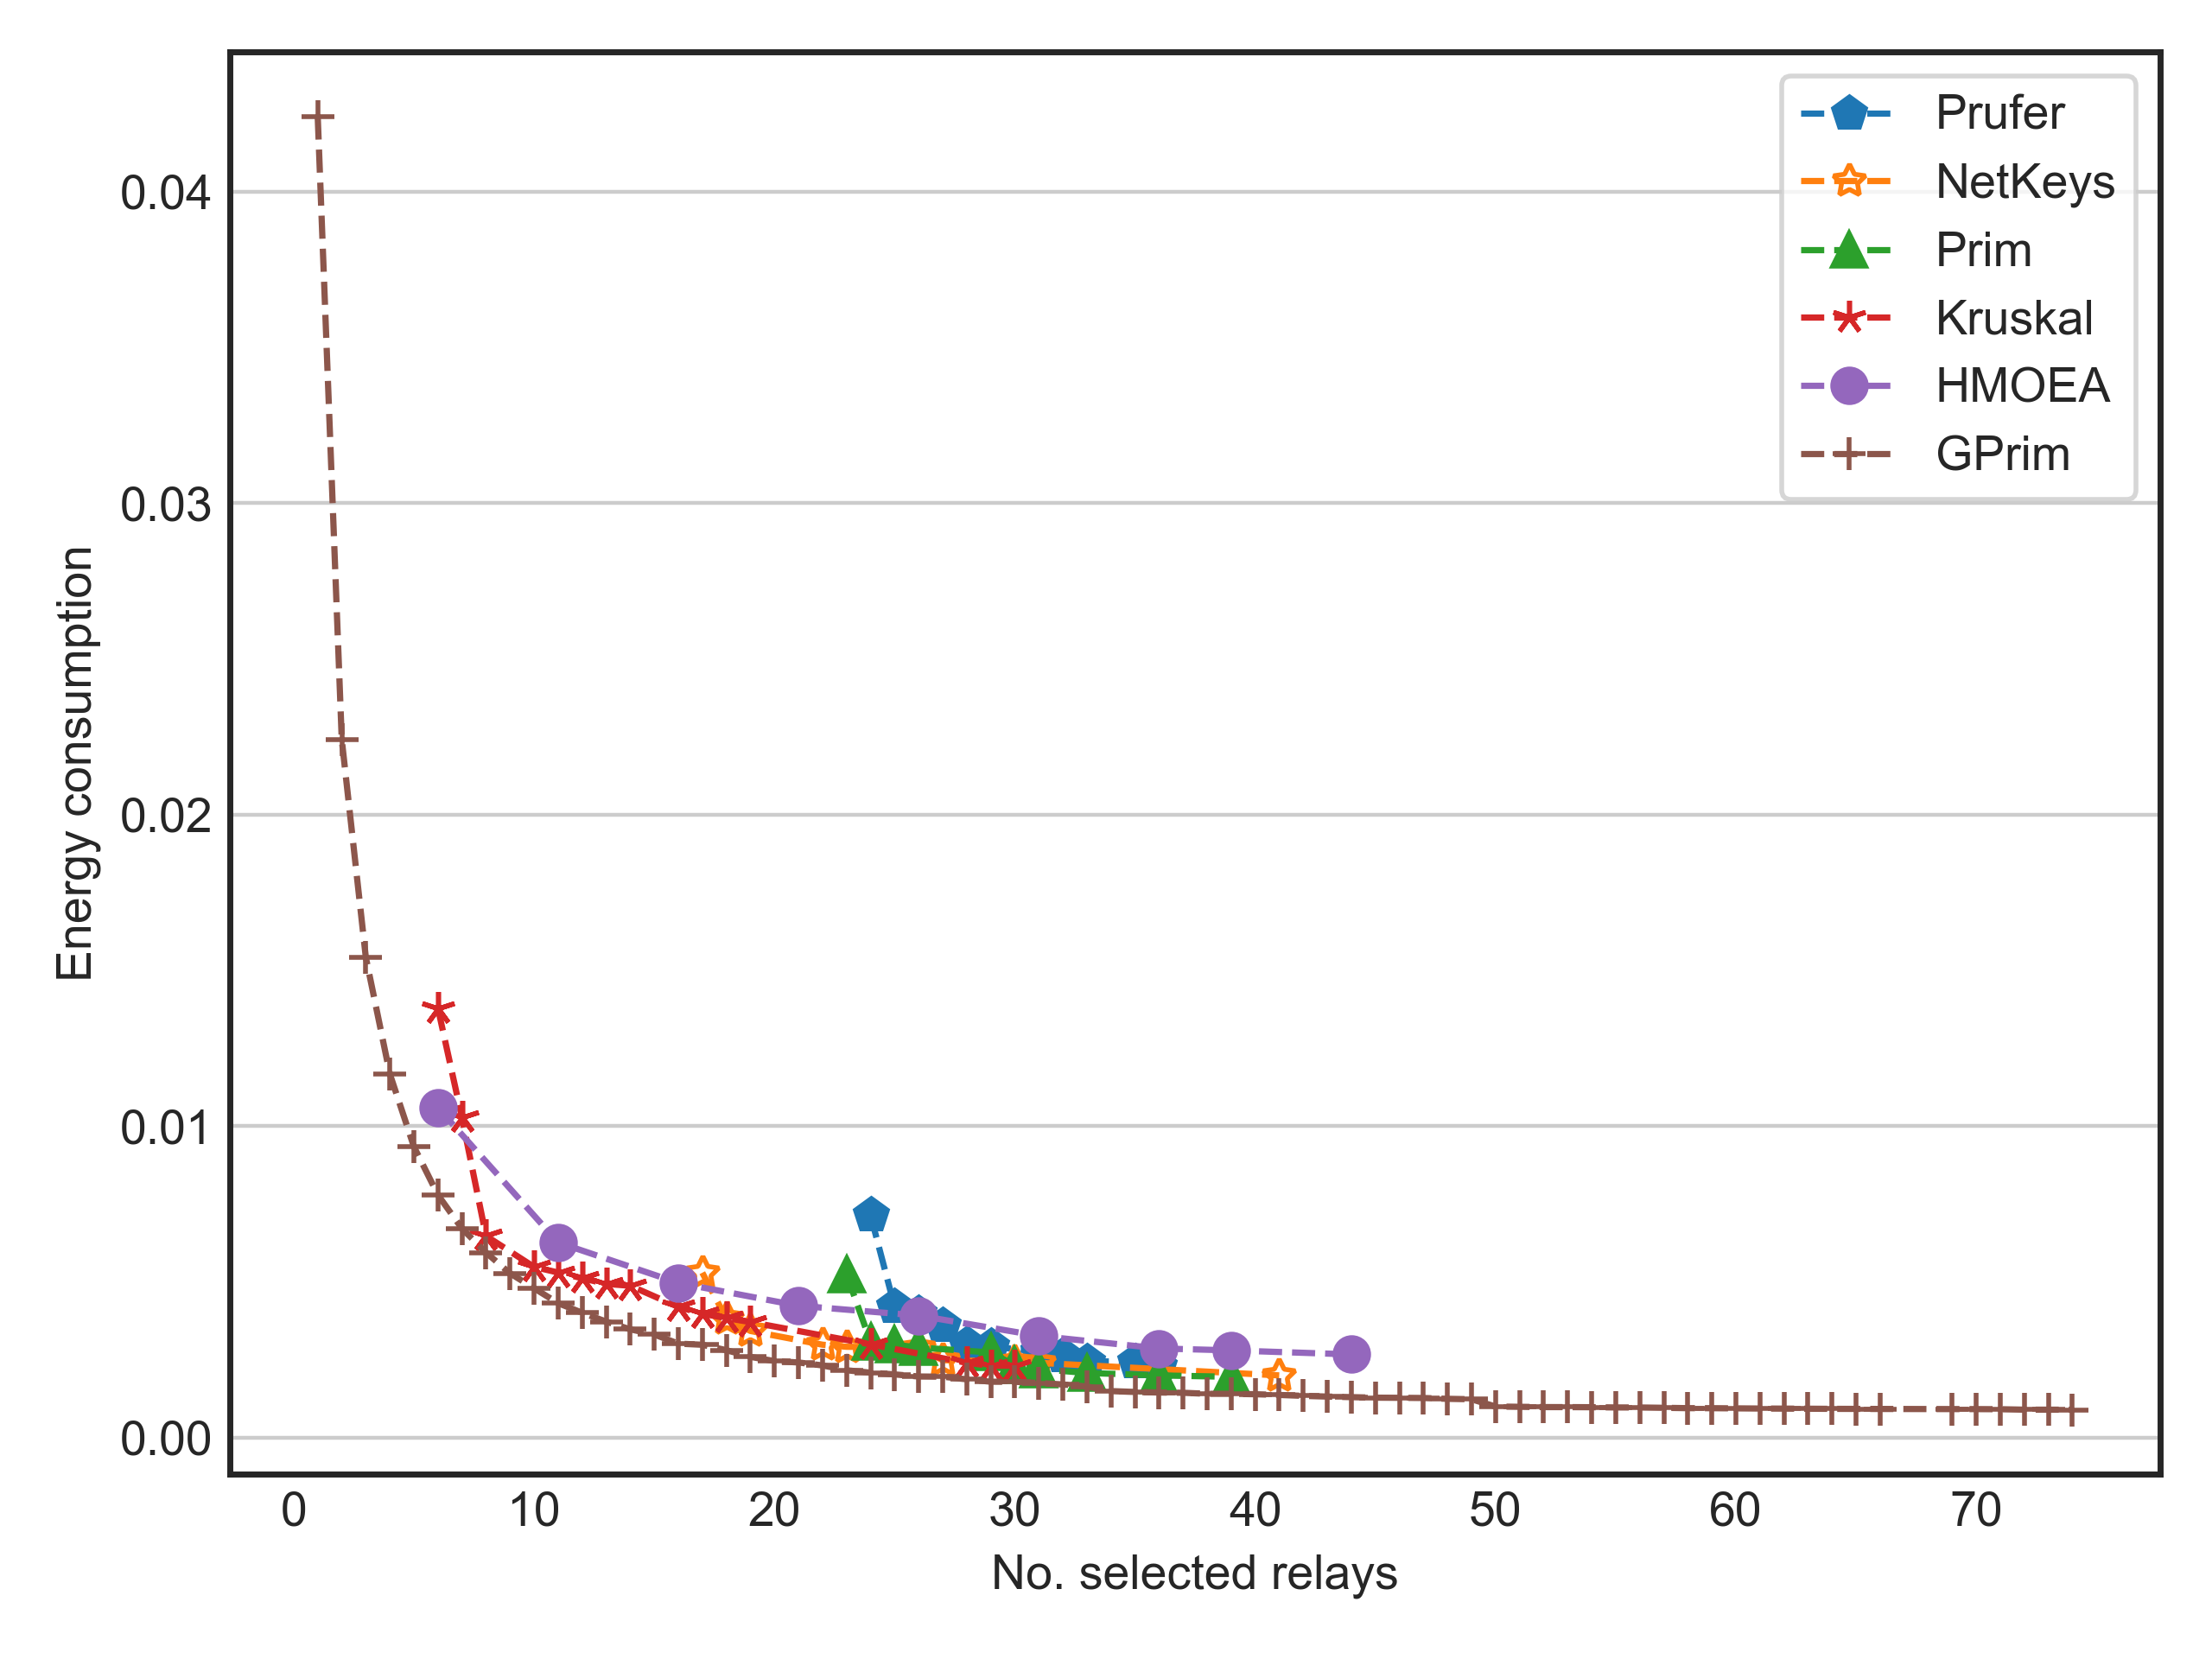 Prufer
NetKeys
Prim
Kruskal
HMOEA
GPrim
Energy consumption
0.04
0.03
0.02
0.01
0.00
0 10 20 30 40 50 60 70
No. selected relays